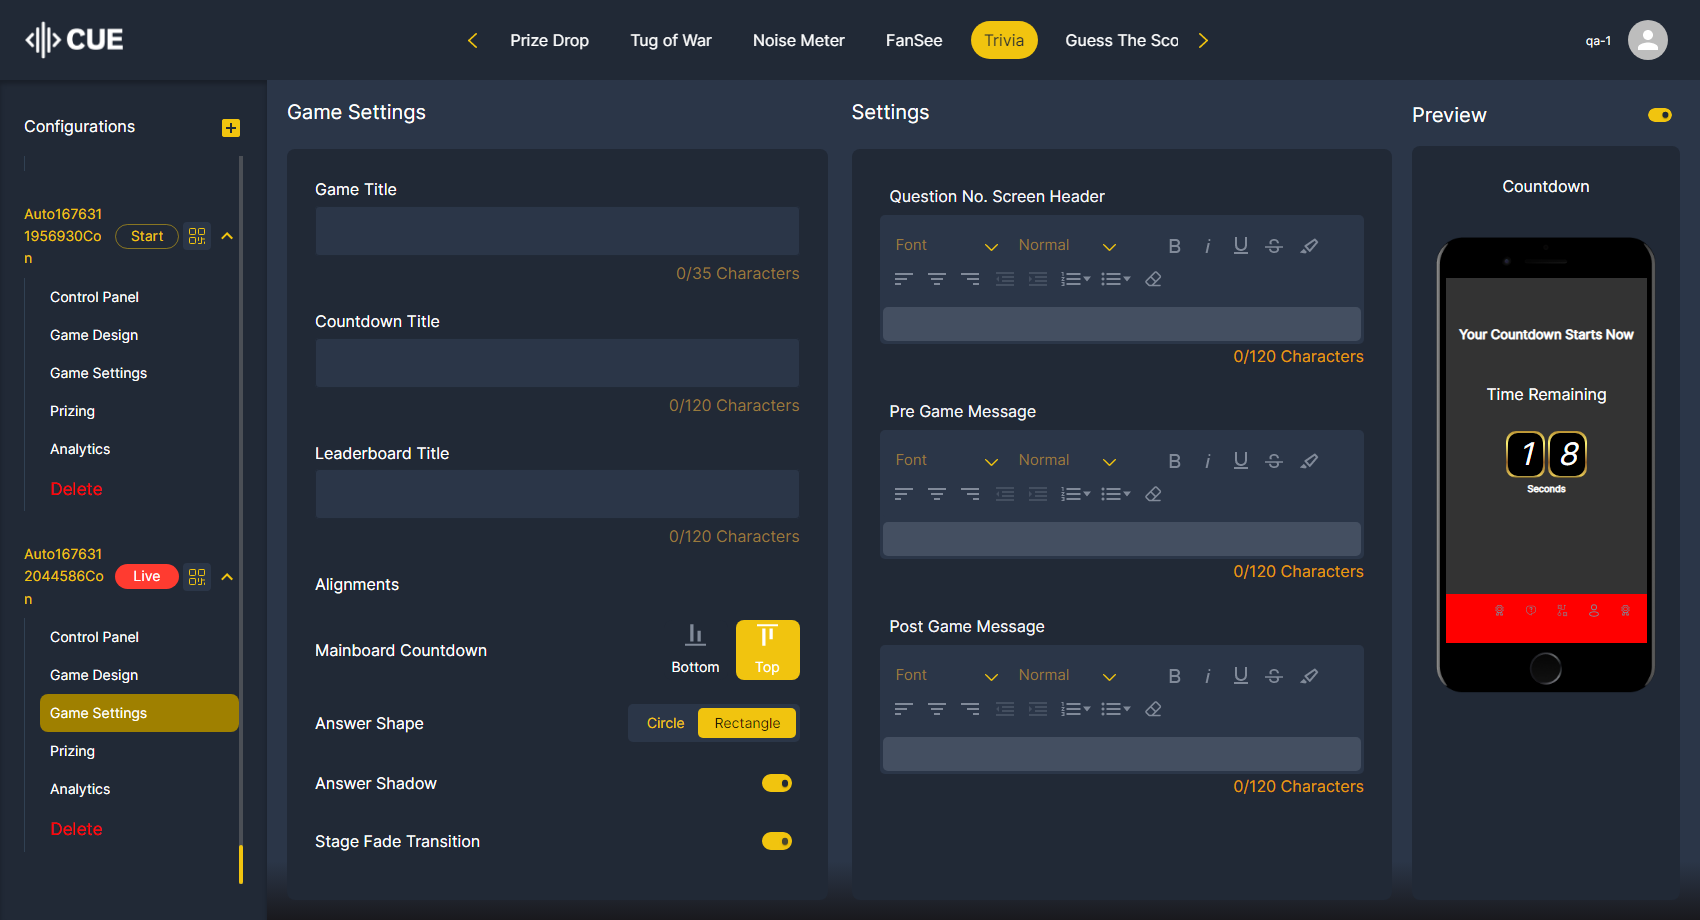 CUE
Prize Drop
Tug of War
Noise Meter
FanSee
Trivia
Guess The Sco
qa-1
Configurations
Auto167631
1956930Co
n
Start
Control Panel
Game Design
Game Settings
Prizing
Analytics
Delete
Auto167631
2044586Co
n
Live
Control Panel
Game Design
Game Settings
Prizing
Analytics
Delete
Game Settings
Game Title
0/35 Characters
Countdown Title
0/120 Characters
Leaderboard Title
0/120 Characters
Alignments
Mainboard Countdown
Bottom
Top
Answer Shape
Circle
Rectangle
Answer Shadow
Stage Fade Transition
Settings
Question No. Screen Header
Font
Normal
B
i
U
S
0/120 Characters
Pre Game Message
Font
Normal
B
i
U
S
0/120 Characters
Post Game Message
Font
Normal
B
i
U
S
0/120 Characters
Preview
Countdown
Your Countdown Starts Now
Time Remaining
18
Seconds